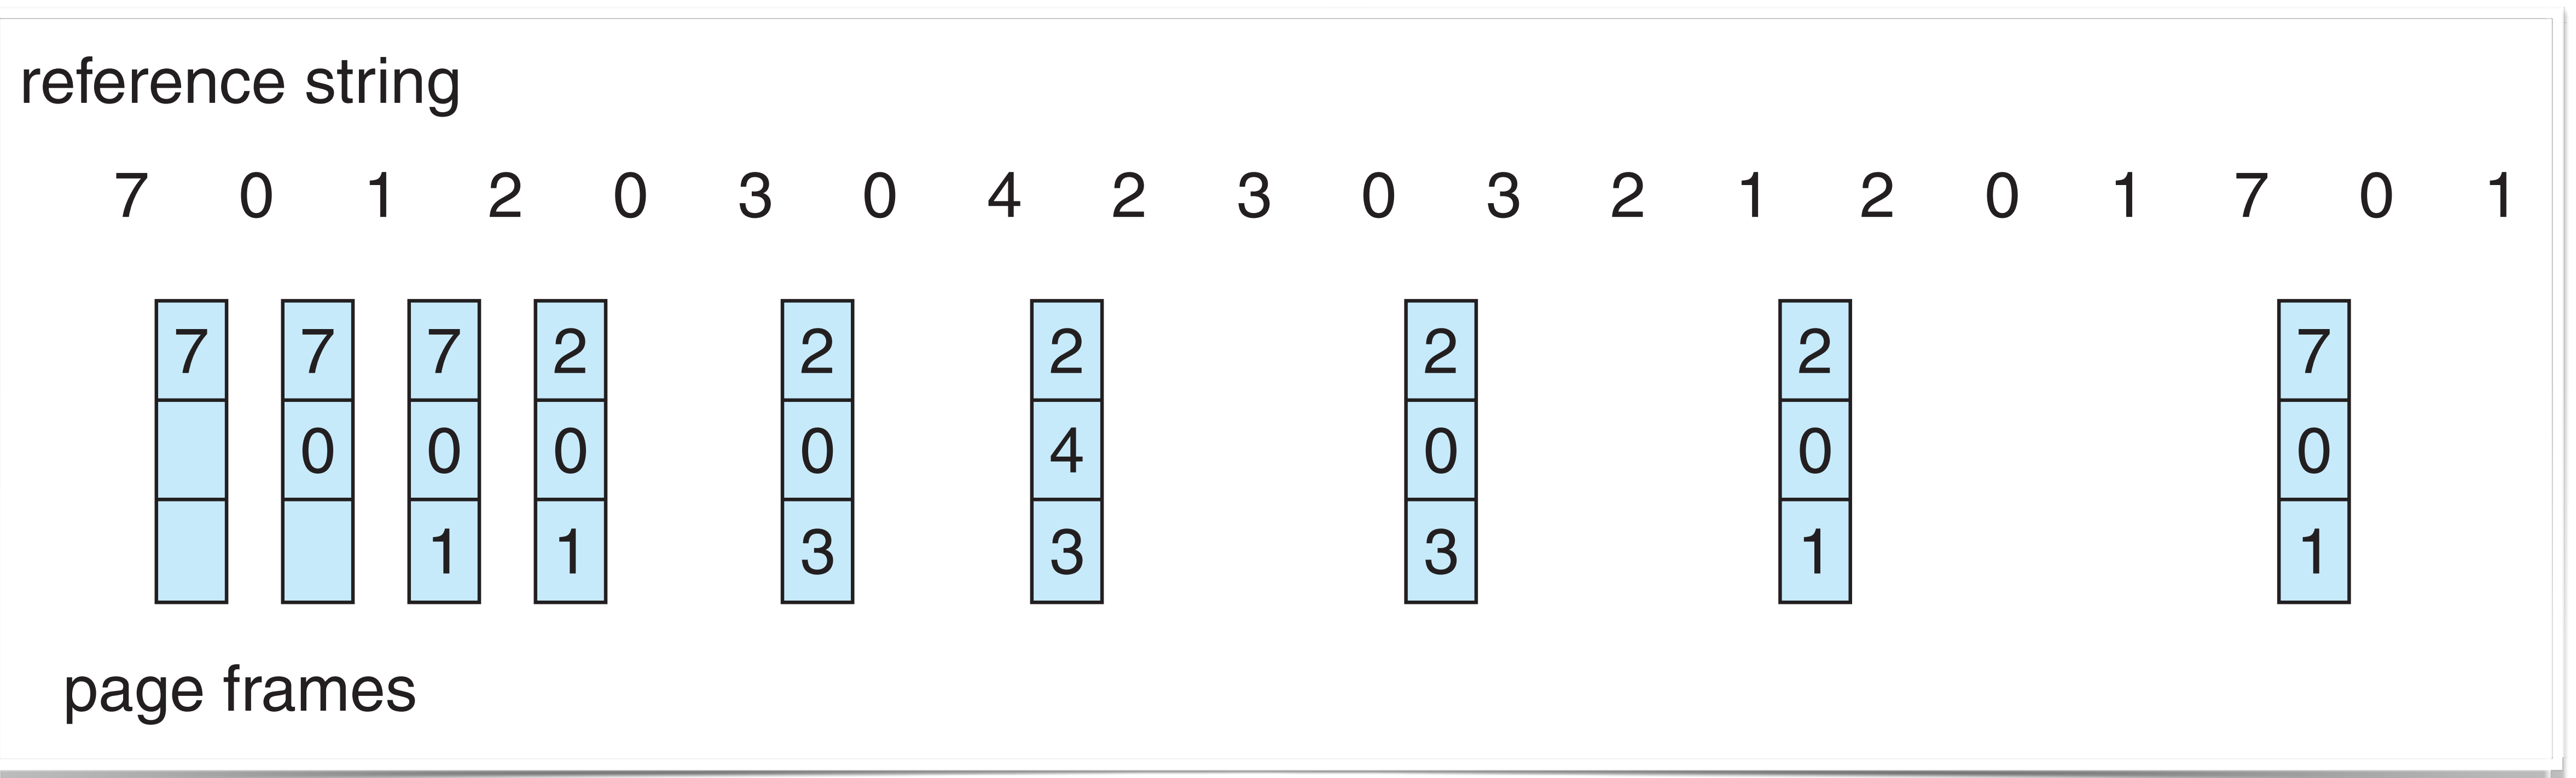 reference string
7 0 1 2 0 3 0 4 2 3 0 3 2 1 2 0 1 7 0 1
7 7 7 2 2 2 2 2 7
0 0 0 0 4 0 0 0
1 1 3 3 3 1 1
page frames